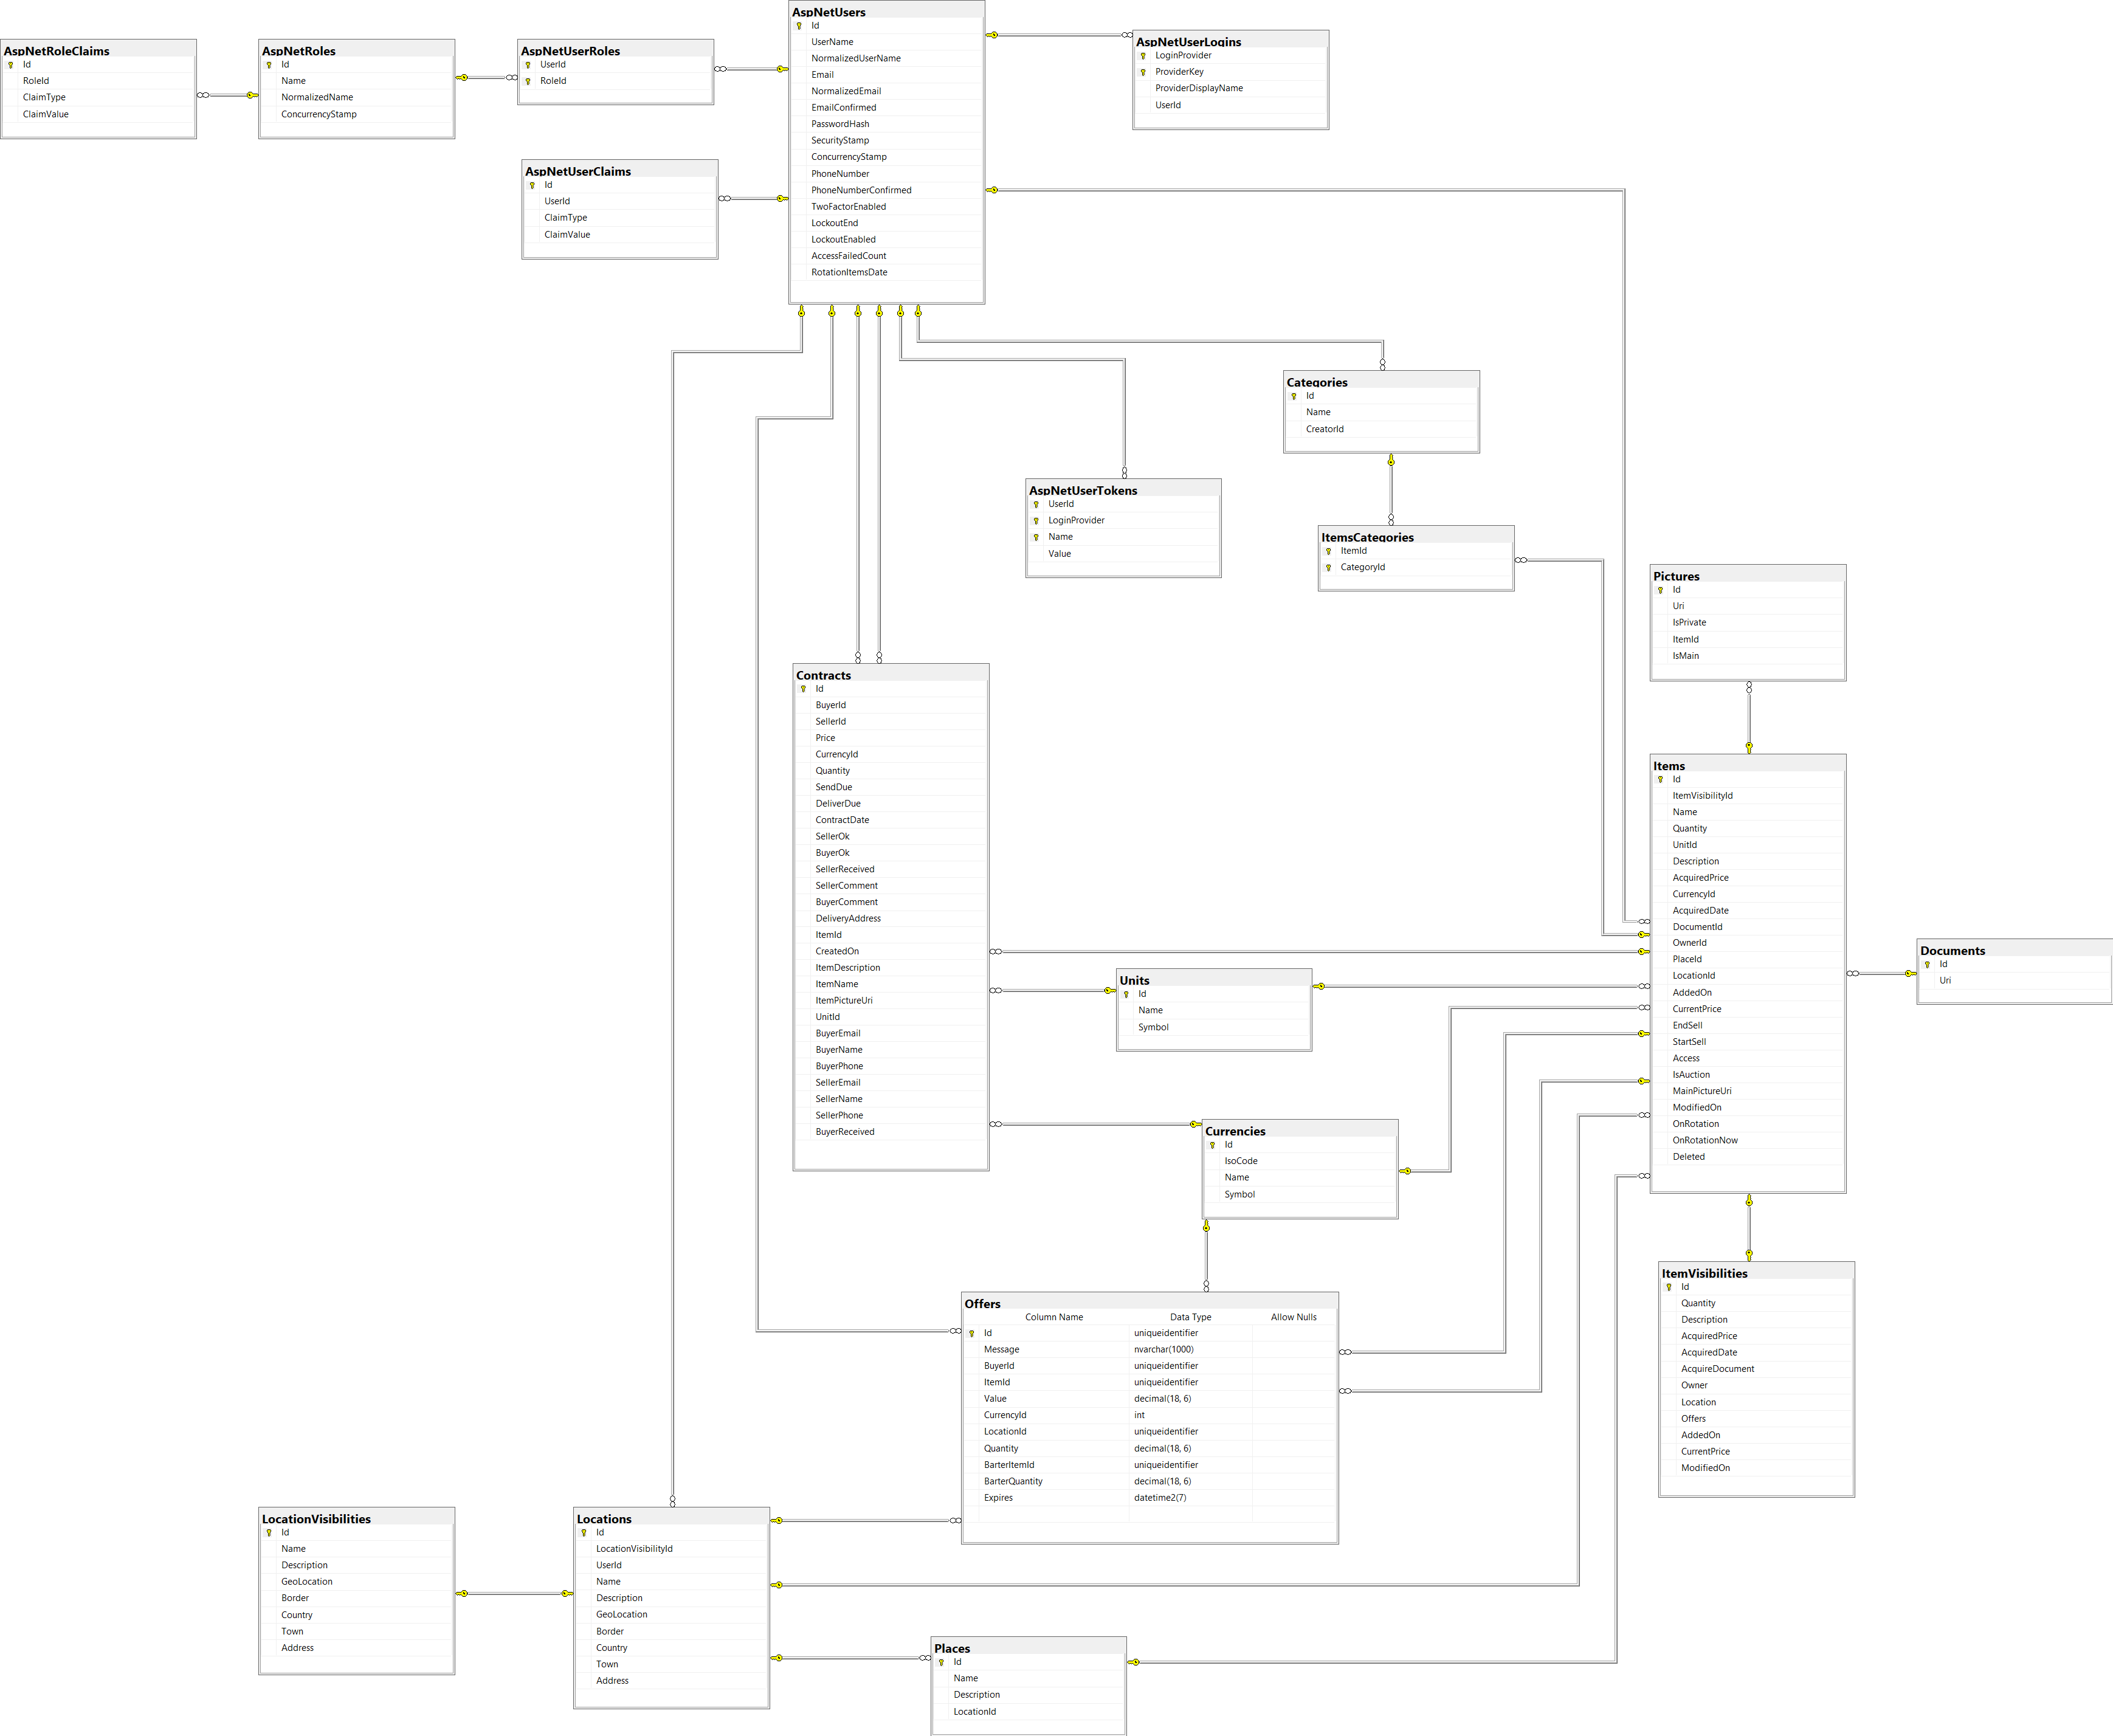 AspNetUsers
Id
UserName
NormalizedUserName
Email
NormalizedEmail
EmailConfirmed
PasswordHash
SecurityStamp
ConcurrencyStamp
PhoneNumber
PhoneNumberConfirmed
TwoFactorEnabled
LockoutEnd
LockoutEnabled
AccessFailedCount
RotationItemsDate
AspNetRoleClaims
Id
RoleId
ClaimType
ClaimValue
AspNetRoles
Id
Name
NormalizedName
ConcurrencyStamp
AspNetUserRoles
UserId
RoleId
AspNetUserLogins
LoginProvider
ProviderKey
ProviderDisplayName
UserId
AspNetUserClaims
Id
UserId
ClaimType
ClaimValue
Categories
Id
Name
CreatorId
AspNetUserTokens
UserId
LoginProvider
Name
Value
ItemsCategories
ItemId
CategoryId
Pictures
Id
Uri
IsPrivate
ItemId
IsMain
Contracts
Id
BuyerId
SellerId
Price
CurrencyId
Quantity
SendDue
DeliverDue
ContractDate
SellerOk
BuyerOk
SellerReceived
SellerComment
BuyerComment
DeliveryAddress
ItemId
CreatedOn
ItemDescription
ItemName
ItemPictureUri
UnitId
BuyerEmail
BuyerName
BuyerPhone
SellerEmail
SellerName
SellerPhone
BuyerReceived
Items
Id
ItemVisibilityId
Name
Quantity
UnitId
Description
AcquiredPrice
CurrencyId
AcquiredDate
DocumentId
OwnerId
PlaceId
LocationId
AddedOn
CurrentPrice
EndSell
StartSell
Access
IsAuction
MainPictureUri
ModifiedOn
OnRotation
OnRotationNow
Deleted
Documents
Id
Uri
Units
Id
Name
Symbol
Currencies
Id
IsoCode
Name
Symbol
ItemVisibilities
Id
Quantity
Description
AcquiredPrice
AcquiredDate
AcquireDocument
Owner
Location
Offers
AddedOn
CurrentPrice
ModifiedOn
Offers
Column Name Data Type Allow Nulls
Id uniqueidentifier
Message nvarchar(1000)
BuyerId uniqueidentifier
ItemId uniqueidentifier
Value decimal(18, 6)
CurrencyId int
LocationId uniqueidentifier
Quantity decimal(18, 6)
BarterItemId uniqueidentifier
BarterQuantity decimal(18, 6)
Expires datetime2(7)
LocationVisibilities
Id
Name
Description
GeoLocation
Border
Country
Town
Address
Locations
Id
LocationVisibilityId
UserId
Name
Description
GeoLocation
Border
Country
Town
Address
Places
Id
Name
Description
LocationId